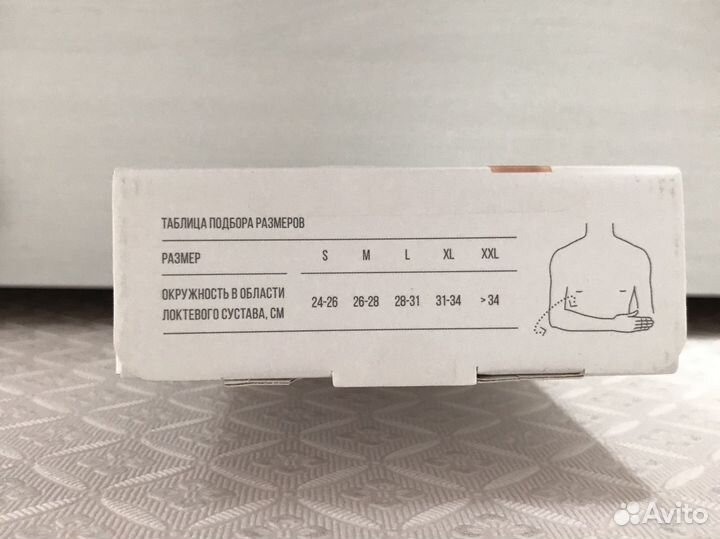 ТАБЛИЦА ПОДБОРА РАЗМЕРОВ
РАЗМЕР S M L XL XXL
ОКРУЖНОСТЬ В ОБЛАСТИ
ЛОКТЕВОГО СУСТАВА, СМ 24-26 26-28 28-31 31-34 > 34
Avito